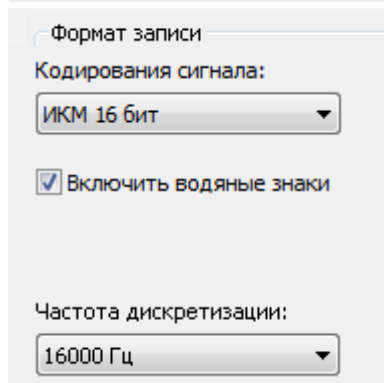 Формат записи
Кодирования сигнала:
ИКМ 16 бит
Включить водяные знаки
Частота дискретизации:
16000 Гц